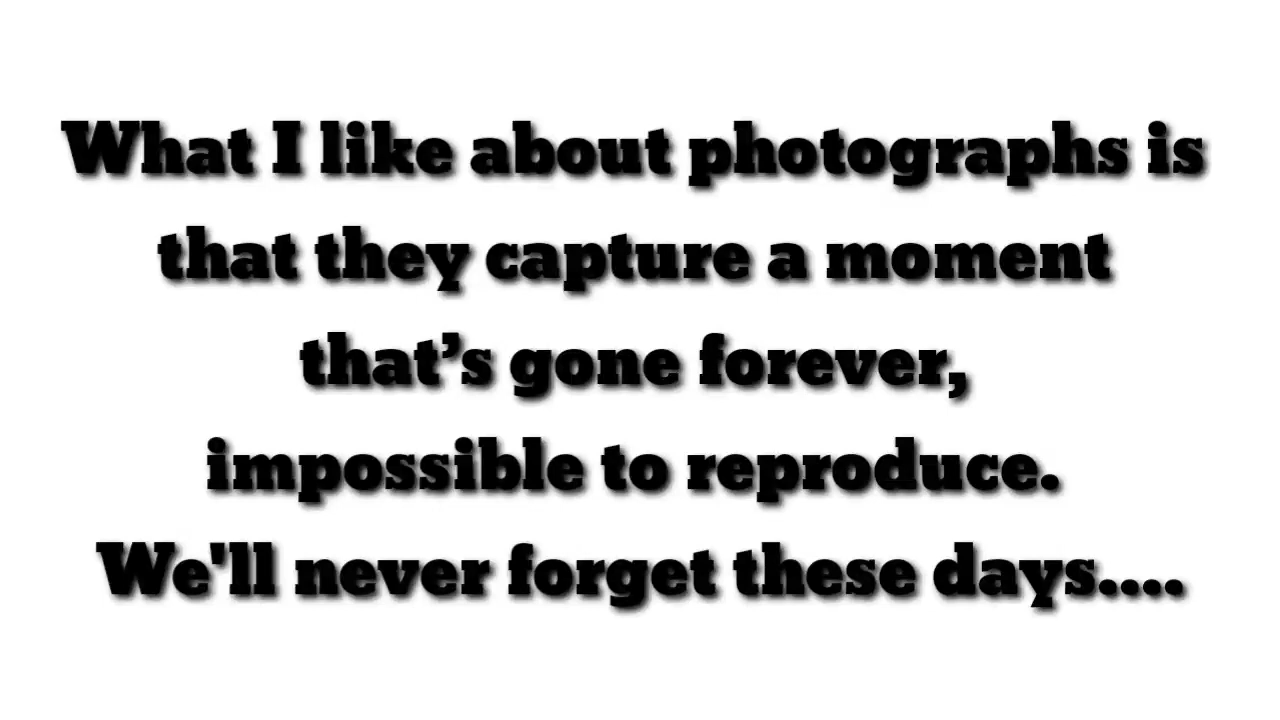 What I like about photographs is
that they capture a moment
that’s gone forever,
impossible to reproduce.
We'll never forget these days....